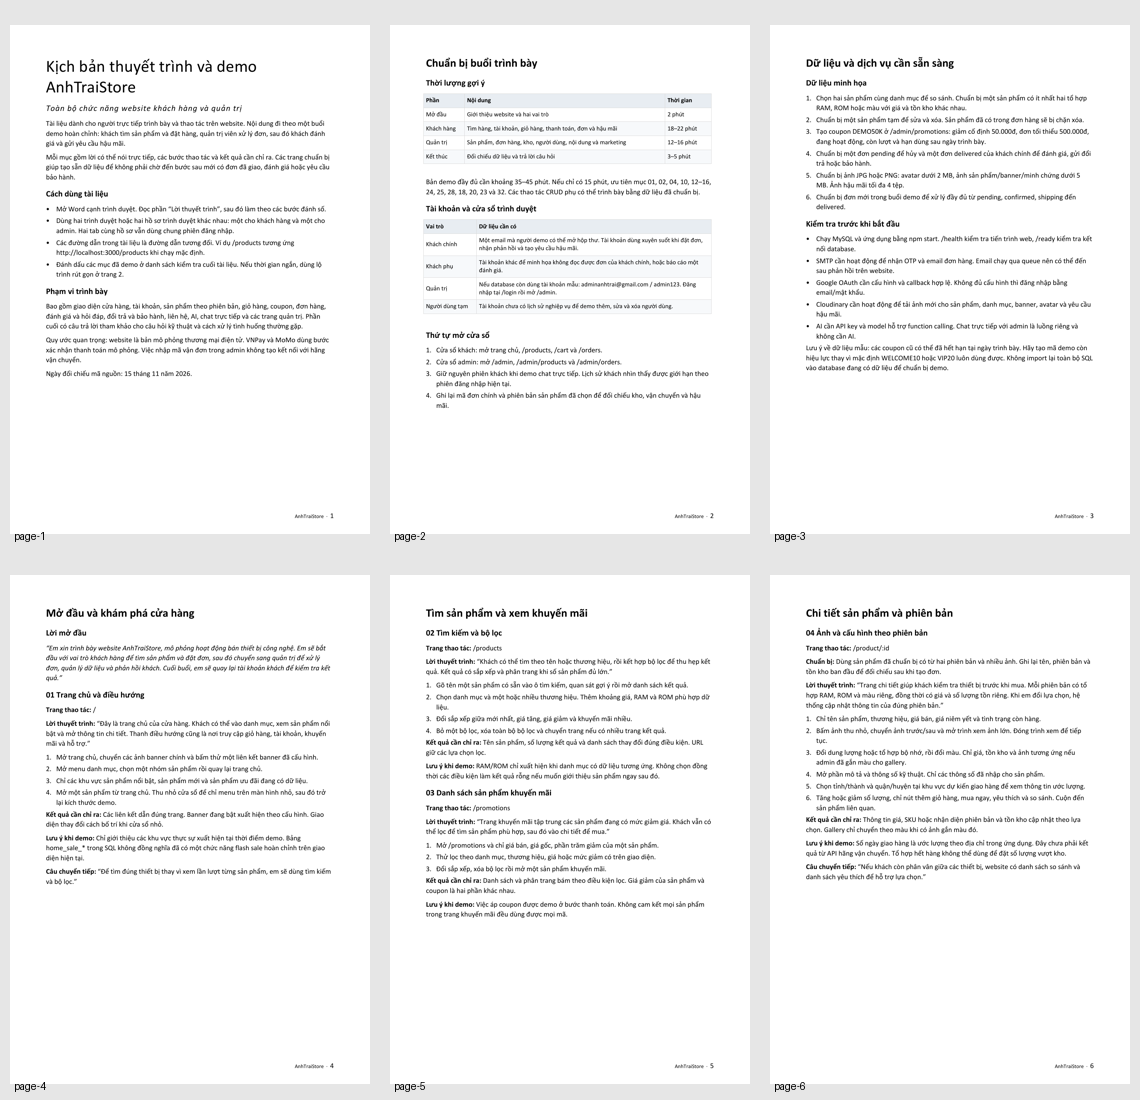 Kịch bản thuyết trình và demo
AnhTraiStore
Toàn bộ chức năng website khách hàng và quản trị
Tài liệu dành cho người trực tiếp trình bày và thao tác trên website. Nội dung đi theo một buổi
demo hoàn chỉnh: khách tìm sản phẩm và đặt hàng, quản trị viên xử lý đơn, sau đó khách đánh
giá và gửi yêu cầu hậu mãi.
Mỗi mục gồm lời có thể nói trực tiếp, các bước thao tác và kết quả cần chỉ ra. Các trang chuẩn bị
giúp tạo sẵn dữ liệu để không phải chờ đến bước sau mới có đơn đã giao, đánh giá hoặc yêu cầu
bảo hành.
Cách dùng tài liệu
• Mở Word cạnh trình duyệt. Đọc phần "Lời thuyết trình", sau đó làm theo các bước đánh số.
• Dùng hai trình duyệt hoặc hai hồ sơ trình duyệt khác nhau: một cho khách hàng và một cho
admin. Hai tab cùng hồ sơ vẫn dùng chung phiên đăng nhập.
• Các đường dẫn trong tài liệu là đường dẫn tương đối. Ví dụ /products tương ứng
http://localhost:3000/products khi chạy mặc định.
• Đánh dấu các mục đã demo ở danh sách kiểm tra cuối tài liệu. Nếu thời gian ngắn, dùng lộ
trình rút gọn ở trang 2.
Phạm vi trình bày
Bao gồm giao diện cửa hàng, tài khoản, sản phẩm theo phiên bản, giỏ hàng, coupon, đơn hàng,
đánh giá và hỏi đáp, đổi trả và bảo hành, liên hệ, AI, chat trực tiếp và các trang quản trị. Phần
cuối có câu trả lời tham khảo cho câu hỏi kỹ thuật và cách xử lý tình huống thường gặp.
Quy ước quan trọng: website là bản mô phỏng thương mại điện tử. VNPay và MoMo dùng bước
xác nhận thanh toán mô phỏng. Việc nhập mã vận đơn trong admin không tạo kết nối với hãng
vận chuyển.
Ngày đối chiếu mã nguồn: 15 tháng 11 năm 2026.
AnhTraiStore · 1
page-1
Chuẩn bị buổi trình bày
Thời lượng gợi ý
Phần Nội dung Thời gian
Mở đầu Giới thiệu website và hai vai trò 2 phút
Khách hàng Tìm hàng, tài khoản, giỏ hàng, thanh toán, đơn và hậu mãi 18–22 phút
Quản trị Sản phẩm, đơn hàng, kho, người dùng, nội dung và marketing 12–16 phút
Kết thúc Đối chiếu dữ liệu và trả lời câu hỏi 3–5 phút
Bản demo đầy đủ cần khoảng 35–45 phút. Nếu chỉ có 15 phút, ưu tiên mục 01, 02, 04, 10, 12–16,
24, 25, 28, 18, 20, 23 và 32. Các thao tác CRUD phụ có thể trình bày bằng dữ liệu đã chuẩn bị.
Tài khoản và cửa sổ trình duyệt
Vai trò Dữ liệu cần có
Khách chính Một email mà người demo có thể mở hộp thư. Tài khoản dùng xuyên suốt khi đặt đơn,
nhận phản hồi và tạo yêu cầu hậu mãi.
Khách phụ Tài khoản khác để minh họa không đọc được đơn của khách chính, hoặc báo cáo một
đánh giá.
Quản trị Nếu database còn dùng tài khoản mẫu: adminanhtrai@gmail.com / admin123. Đăng
nhập tại /login rồi mở /admin.
Người dùng tạm Tài khoản chưa có lịch sử nghiệp vụ để demo thêm, sửa và xóa người dùng.
Thứ tự mở cửa sổ
1. Cửa sổ khách: mở trang chủ, /products, /cart và /orders.
2. Cửa sổ admin: mở /admin, /admin/products và /admin/orders.
3. Giữ nguyên phiên khách khi demo chat trực tiếp. Lịch sử khách nhìn thấy được giới hạn theo
phiên đăng nhập hiện tại.
4. Ghi lại mã đơn chính và phiên bản sản phẩm đã chọn để đối chiếu kho, vận chuyển và hậu
mãi.
AnhTraiStore · 2
page-2
Dữ liệu và dịch vụ cần sẵn sàng
Dữ liệu minh họa
1. Chọn hai sản phẩm cùng danh mục để so sánh. Chuẩn bị một sản phẩm có ít nhất hai tổ hợp
RAM, ROM hoặc màu với giá và tồn kho khác nhau.
2. Chuẩn bị một sản phẩm tạm để sửa và xóa. Sản phẩm đã có trong đơn hàng sẽ bị chặn xóa.
3. Tạo coupon DEMO50K ở /admin/promotions: giảm cố định 50.000đ, đơn tối thiểu 500.000đ,
đang hoạt động, còn lượt và hạn dùng sau ngày trình bày.
4. Chuẩn bị một đơn pending để hủy và một đơn delivered của khách chính để đánh giá, gửi đổi
trả hoặc bảo hành.
5. Chuẩn bị ảnh JPG hoặc PNG: avatar dưới 2 MB, ảnh sản phẩm/banner/minh chứng dưới 5
MB. Ảnh hậu mãi tối đa 4 tệp.
6. Chuẩn bị đơn mới trong buổi demo để xử lý đầy đủ từ pending, confirmed, shipping đến
delivered.
Kiểm tra trước khi bắt đầu
• Chạy MySQL và ứng dụng bằng npm start. /health kiểm tra tiến trình web, /ready kiểm tra kết
nối database.
• SMTP cần hoạt động để nhận OTP và email đơn hàng. Email chạy qua queue nên có thể đến
sau phản hồi trên website.
• Google OAuth cần cấu hình và callback hợp lệ. Không đủ cấu hình thì đăng nhập bằng
email/mật khẩu.
• Cloudinary cần hoạt động để tải ảnh mới cho sản phẩm, danh mục, banner, avatar và yêu cầu
hậu mãi.
• AI cần API key và model hỗ trợ function calling. Chat trực tiếp với admin là luồng riêng và
không cần AI.
Lưu ý về dữ liệu mẫu: các coupon cũ có thể đã hết hạn tại ngày trình bày. Hãy tạo mã demo còn
hiệu lực thay vì mặc định WELCOME10 hoặc VIP20 luôn dùng được. Không import lại toàn bộ SQL
vào database đang có dữ liệu để chuẩn bị demo.
AnhTraiStore · 3
page-3
Mở đầu và khám phá cửa hàng
Lời mở đầu
"Em xin trình bày website AnhTraiStore, mô phỏng hoạt động bán thiết bị công nghệ. Em sẽ bắt
đầu với vai trò khách hàng để tìm sản phẩm và đặt đơn, sau đó chuyển sang quản trị để xử lý
đơn, quản lý dữ liệu và phản hồi khách. Cuối buổi, em sẽ quay lại tài khoản khách để kiểm tra kết
quả."
01 Trang chủ và điều hướng
Trang thao tác: /
Lời thuyết trình: "Đây là trang chủ của cửa hàng. Khách có thể vào danh mục, xem sản phẩm nổi
bật và mở thông tin chi tiết. Thanh điều hướng cũng là nơi truy cập giỏ hàng, tài khoản, khuyến
mãi và hỗ trợ."
1. Mở trang chủ, chuyển các ảnh banner chính và bấm thử một liên kết banner đã cấu hình.
2. Mở menu danh mục, chọn một nhóm sản phẩm rồi quay lại trang chủ.
3. Chỉ các khu vực sản phẩm nổi bật, sản phẩm mới và sản phẩm ưu đãi đang có dữ liệu.
4. Mở một sản phẩm từ trang chủ. Thu nhỏ cửa sổ để chỉ menu trên màn hình nhỏ, sau đó trở
lại kích thước demo.
Kết quả cần chỉ ra: Các liên kết dẫn đúng trang. Banner đang bật xuất hiện theo cấu hình. Giao
diện thay đổi cách bố trí khi cửa sổ nhỏ.
Lưu ý khi demo: Chỉ giới thiệu các khu vực thực sự xuất hiện tại thời điểm demo. Bảng
home_sale_* trong SQL không đồng nghĩa đã có một chức năng flash sale hoàn chỉnh trên giao
diện hiện tại.
Câu chuyển tiếp: "Để tìm đúng thiết bị thay vì xem lần lượt từng sản phẩm, em sẽ dùng tìm kiếm
và bộ lọc."
AnhTraiStore · 4
page-4
Tìm sản phẩm và xem khuyến mãi
02 Tìm kiếm và bộ lọc
Trang thao tác: /products
Lời thuyết trình: "Khách có thể tìm theo tên hoặc thương hiệu, rồi kết hợp bộ lọc để thu hẹp kết
quả. Kết quả có sắp xếp và phân trang khi số sản phẩm đủ lớn."
1. Gõ tên một sản phẩm có sẵn vào ô tìm kiếm, quan sát gợi ý rồi mở danh sách kết quả.
2. Chọn danh mục và một hoặc nhiều thương hiệu. Thêm khoảng giá, RAM và ROM phù hợp dữ
liệu.
3. Đổi sắp xếp giữa mới nhất, giá tăng, giá giảm và khuyến mãi nhiều.
4. Bỏ một bộ lọc, xóa toàn bộ bộ lọc và chuyển trang nếu có nhiều trang kết quả.
Kết quả cần chỉ ra: Tên sản phẩm, số lượng kết quả và danh sách thay đổi đúng điều kiện. URL
giữ các lựa chọn lọc.
Lưu ý khi demo: RAM/ROM chỉ xuất hiện khi danh mục có dữ liệu tương ứng. Không chọn đồng
thời các điều kiện làm kết quả rỗng nếu muốn giới thiệu sản phẩm ngay sau đó.
03 Danh sách sản phẩm khuyến mãi
Trang thao tác: /promotions
Lời thuyết trình: "Trang khuyến mãi tập trung các sản phẩm đang có mức giảm giá. Khách vẫn có
thể lọc để tìm sản phẩm phù hợp, sau đó vào chi tiết để mua."
1. Mở /promotions và chỉ giá bán, giá gốc, phần trăm giảm của một sản phẩm.
2. Thử lọc theo danh mục, thương hiệu, giá hoặc mức giảm có trên giao diện.
3. Đổi sắp xếp, xóa bộ lọc rồi mở một sản phẩm khuyến mãi.
Kết quả cần chỉ ra: Danh sách và phân trang bám theo điều kiện lọc. Giá giảm của sản phẩm và
coupon là hai phần khác nhau.
Lưu ý khi demo: Việc áp coupon được demo ở bước thanh toán. Không cam kết mọi sản phẩm
trong trang khuyến mãi đều dùng được mọi mã.
AnhTraiStore · 5
page-5
Chi tiết sản phẩm và phiên bản
04 Ảnh và cấu hình theo phiên bản
Trang thao tác: /product/:id
Chuẩn bị: Dùng sản phẩm đã chuẩn bị có từ hai phiên bản và nhiều ảnh. Ghi lại tên, phiên bản và
tồn kho ban đầu để đối chiếu sau khi tạo đơn.
Lời thuyết trình: "Trang chi tiết giúp khách kiểm tra thiết bị trước khi mua. Mỗi phiên bản có tổ
hợp RAM, ROM và màu riêng, đồng thời có giá và số lượng tồn riêng. Khi em đổi lựa chọn, hệ
thống cập nhật thông tin của đúng phiên bản."
1. Chỉ tên sản phẩm, thương hiệu, giá bán, giá niêm yết và tình trạng còn hàng.
2. Bấm ảnh thu nhỏ, chuyển ảnh trước/sau và mở trình xem ảnh lớn. Đóng trình xem để tiếp
tục.
3. Đổi dung lượng hoặc tổ hợp bộ nhớ, rồi đổi màu. Chỉ giá, tồn kho và ảnh tương ứng nếu
admin đã gắn màu cho gallery.
4. Mở phần mô tả và thông số kỹ thuật. Chỉ các thông số đã nhập cho sản phẩm.
5. Chọn tỉnh/thành và quận/huyện tại khu vực dự kiến giao hàng để xem thông tin ước lượng.
6. Tăng hoặc giảm số lượng, chỉ nút thêm giỏ hàng, mua ngay, yêu thích và so sánh. Cuộn đến
sản phẩm liên quan.
Kết quả cần chỉ ra: Thông tin giá, SKU hoặc nhận diện phiên bản và tồn kho cập nhật theo lựa
chọn. Gallery chỉ chuyển theo màu khi có ảnh gắn màu đó.
Lưu ý khi demo: Số ngày giao hàng là ước lượng theo địa chỉ trong ứng dụng. Đây chưa phải kết
quả từ API hãng vận chuyển. Tổ hợp hết hàng không thể dùng để đặt số lượng vượt kho.
Câu chuyển tiếp: "Nếu khách còn phân vân giữa các thiết bị, website có danh sách so sánh và
danh sách yêu thích để hỗ trợ lựa chọn."
AnhTraiStore · 6
page-6